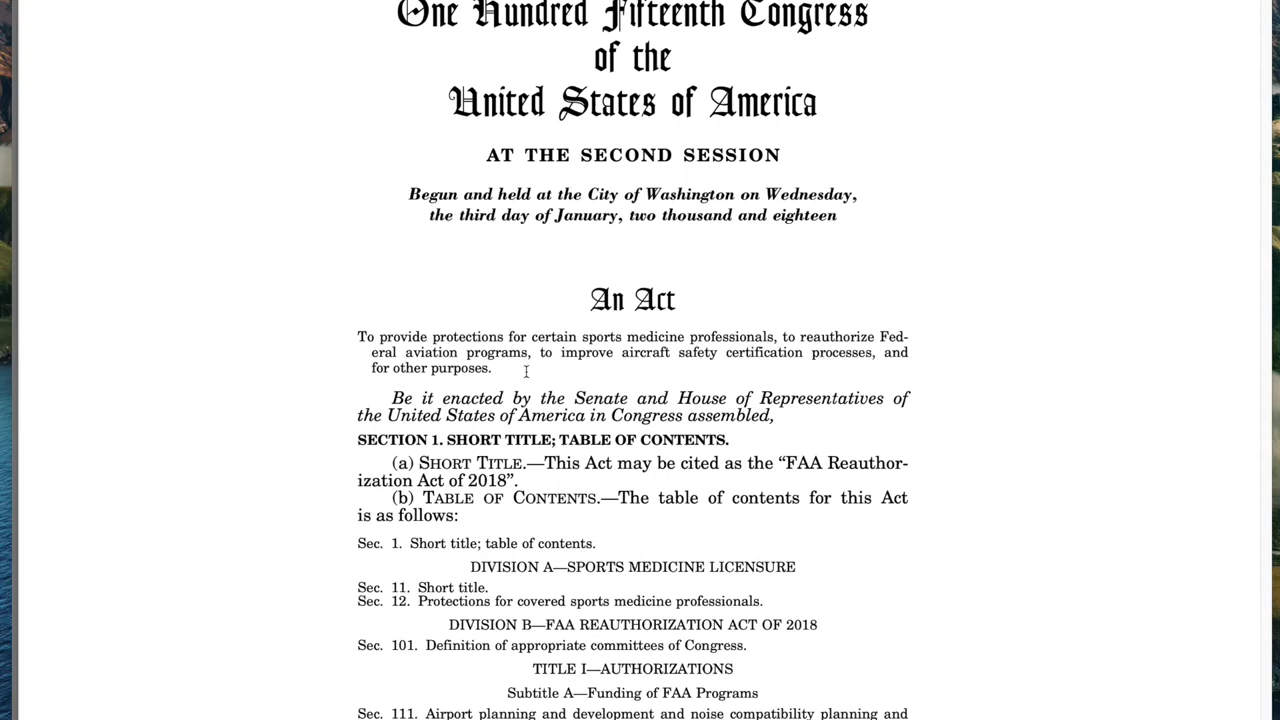 One Hundred Fifteenth Congress
of the
United States of America
AT THE SECOND SESSION
Begun and held at the City of Washington on Wednesday,
the third day of January, two thousand and eighteen
An Act
To provide protections for certain sports medicine professionals, to reauthorize Fed-
eral aviation programs, to improve aircraft safety certification processes, and
for other purposes.
Be it enacted by the Senate and House of Representatives of
the United States of America in Congress assembled,
SECTION 1. SHORT TITLE; TABLE OF CONTENTS.
(a) SHORT TITLE.—This Act may be cited as the “FAA Reauthor-
ization Act of 2018”.
(b) TABLE OF CONTENTS.—The table of contents for this Act
is as follows:
Sec. 1. Short title; table of contents.
DIVISION A—SPORTS MEDICINE LICENSURE
Sec. 11. Short title.
Sec. 12. Protections for covered sports medicine professionals.
DIVISION B—FAA REAUTHORIZATION ACT OF 2018
Sec. 101. Definition of appropriate committees of Congress.
TITLE I—AUTHORIZATIONS
Subtitle A—Funding of FAA Programs
Sec. 111. Airport planning and development and noise compatibility planning and